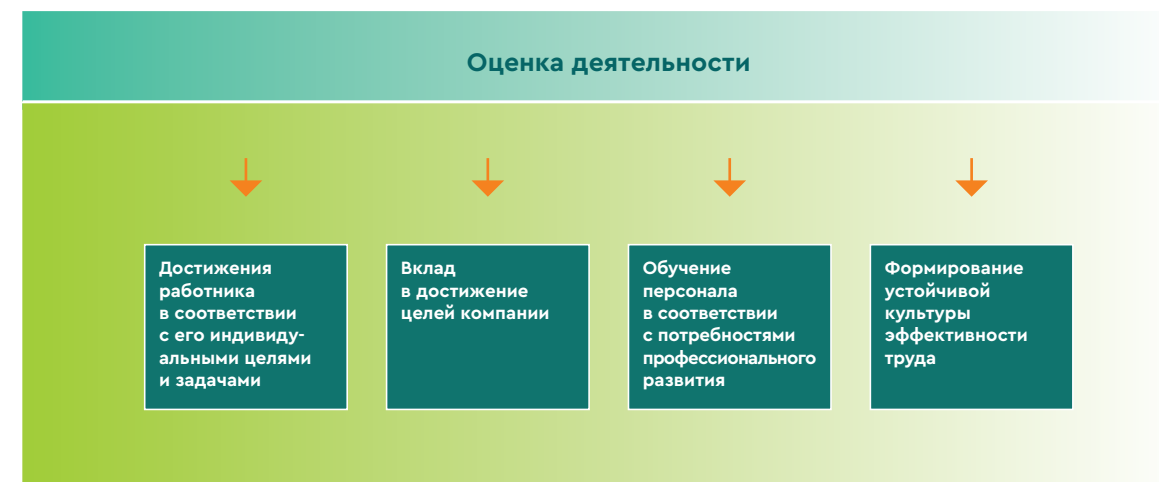 Оценка деятельности
Достижения
работника
в соответствии
с его индивиду-
альными целями
и задачами
Вклад
в достижение
целей компании
Обучение
персонала
в соответствии
с потребностями
профессионального
развития
Формирование
устойчивой
культуры
эффективности
труда